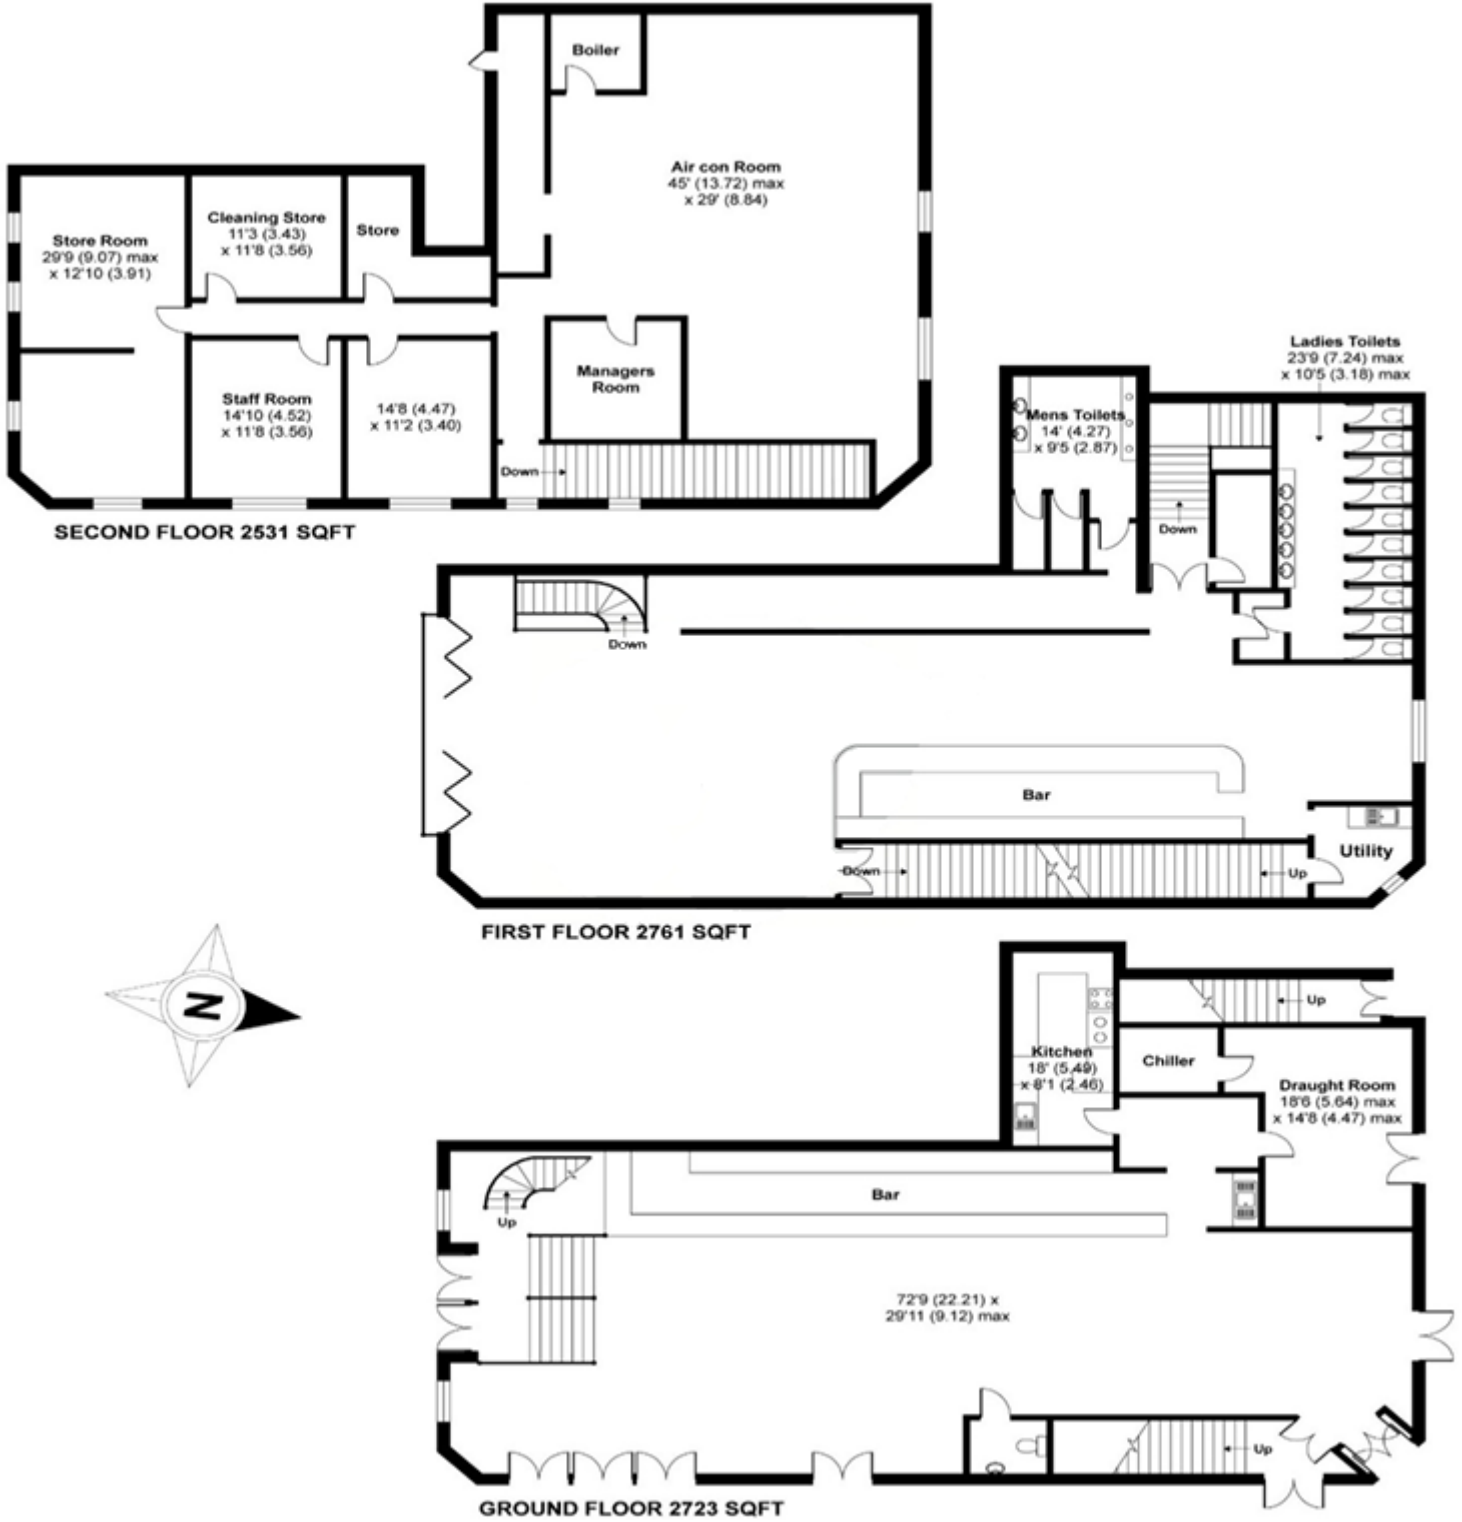 Boiler
Air con Room
45' (13.72) max
x 29' (8.84)
Store Room
29'9 (9.07) max
x 12'10 (3.91)
Cleaning Store
11'3 (3.43)
x 11'8 (3.56)
Store
Staff Room
14'10 (4.52)
x 11'8 (3.56)
14'8 (4.47)
x 11'2 (3.40)
Managers
Room
Down
SECOND FLOOR 2531 SQFT
Ladies Toilets
23'9 (7.24) max
x 10'5 (3.18) max
Mens Toilets
14' (4.27)
x 9'5 (2.87)
Down
Down
Bar
Utility
Down
Up
FIRST FLOOR 2761 SQFT
N
Up
Kitchen
18' (5.49)
x 8'1 (2.46)
Chiller
Draught Room
18'6 (5.64) max
x 14'8 (4.47) max
Bar
Up
72'9 (22.21) x
29'11 (9.12) max
Up
GROUND FLOOR 2723 SQFT